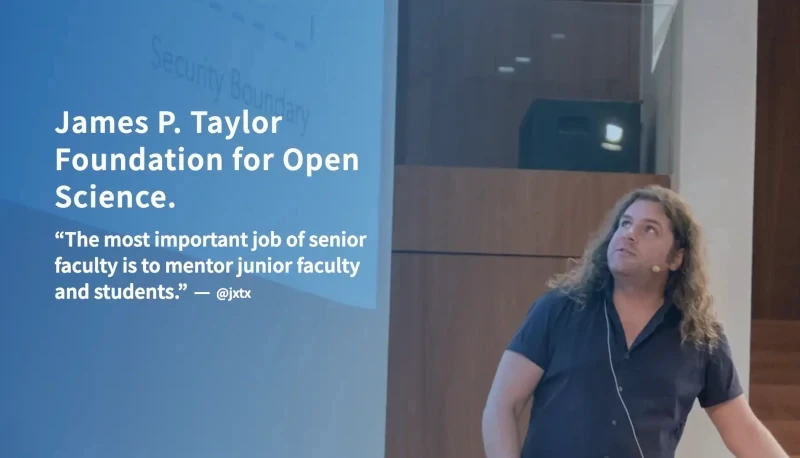 Security Boundary
James P. Taylor
Foundation for Open
Science.
“The most important job of senior
faculty is to mentor junior faculty
and students.” — @jxtx